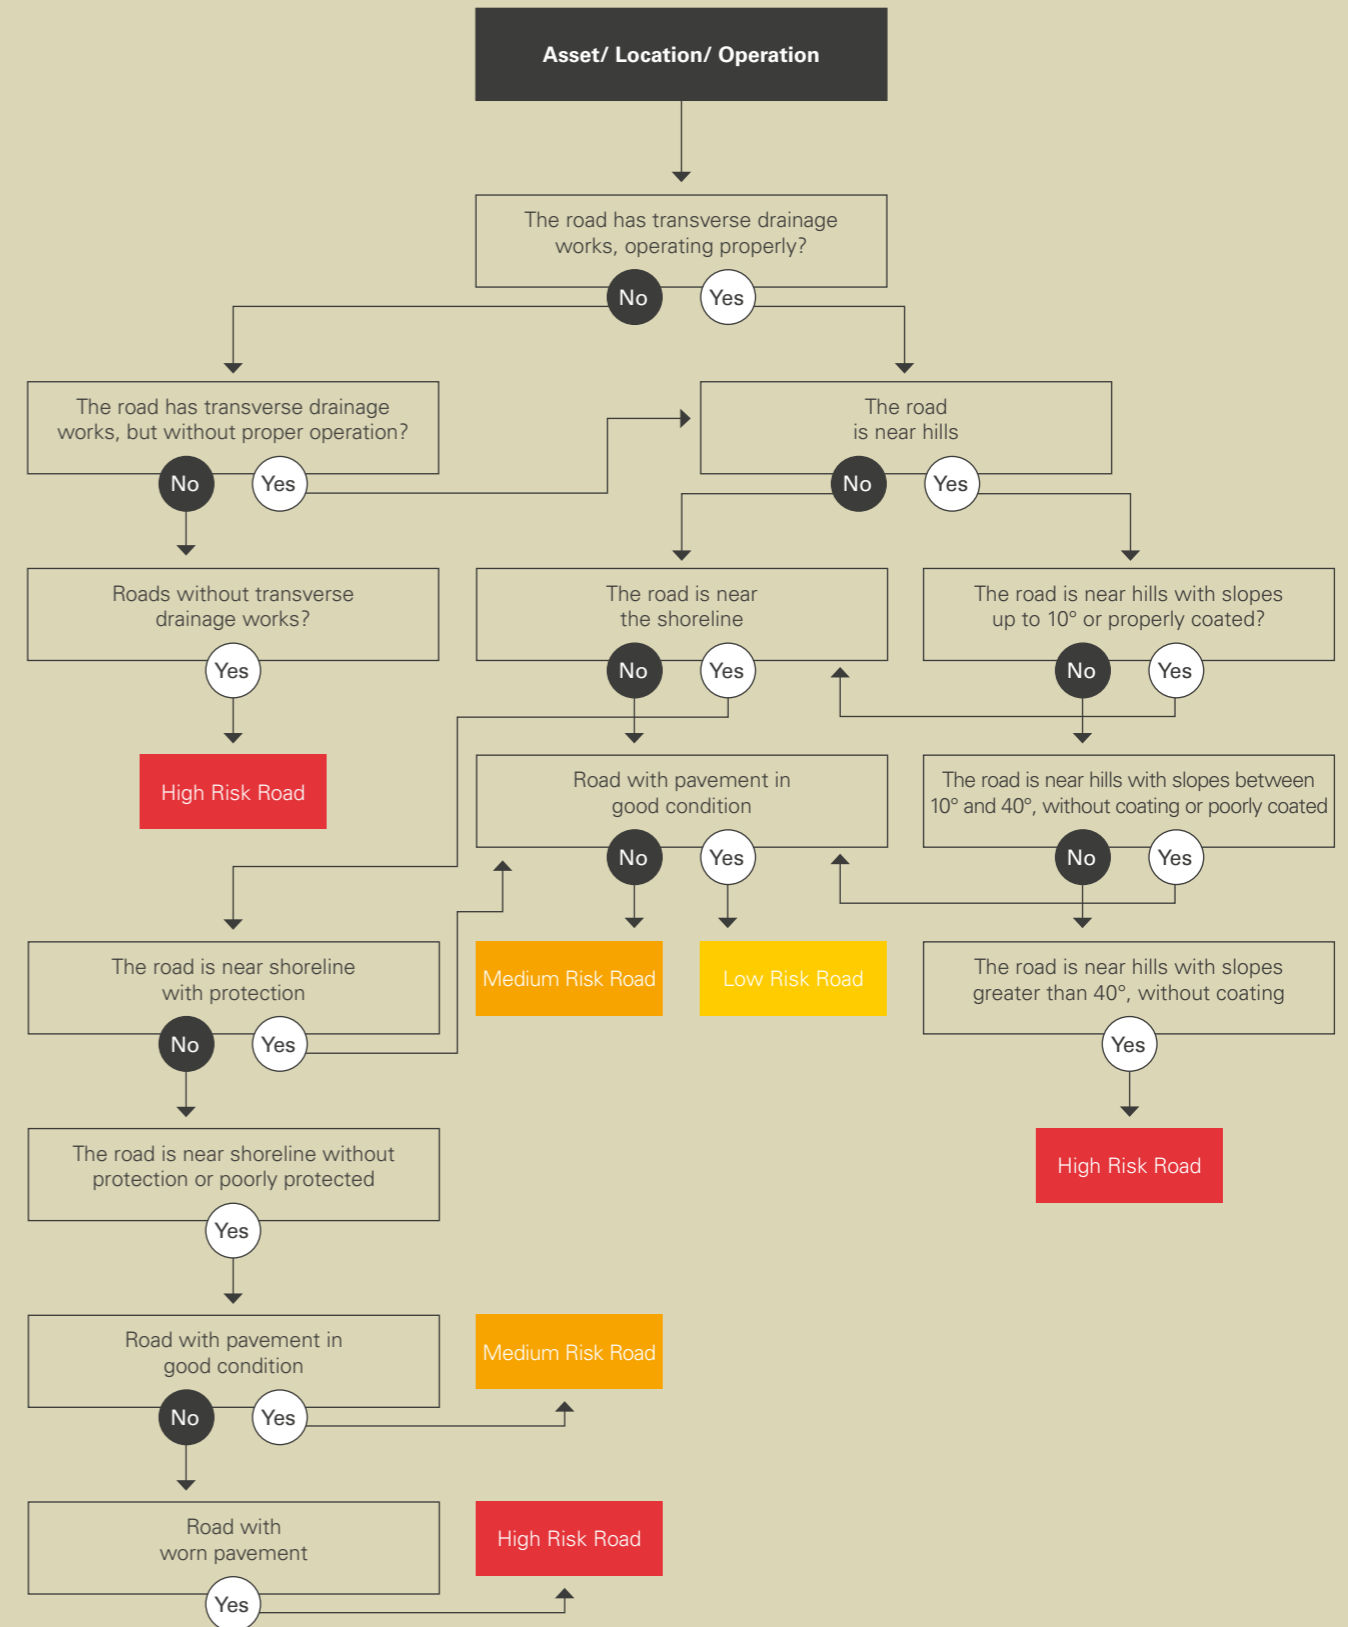 Asset/ Location/ Operation
The road has transverse drainage
works, operating properly?
No
Yes
The road has transverse drainage
works, but without proper operation?
No
Yes
The road
is near hills
No
Yes
Roads without transverse
drainage works?
Yes
The road is near
the shoreline
No
Yes
The road is near hills with slopes
up to 10° or properly coated?
No
Yes
High Risk Road
Road with pavement in
good condition
No
Yes
The road is near hills with slopes between
10° and 40°, without coating or poorly coated
No
Yes
The road is near shoreline
with protection
No
Yes
Medium Risk Road
Low Risk Road
The road is near hills with slopes
greater than 40°, without coating
Yes
The road is near shoreline without
protection or poorly protected
Yes
High Risk Road
Road with pavement in
good condition
No
Yes
Medium Risk Road
Road with
worn pavement
Yes
High Risk Road